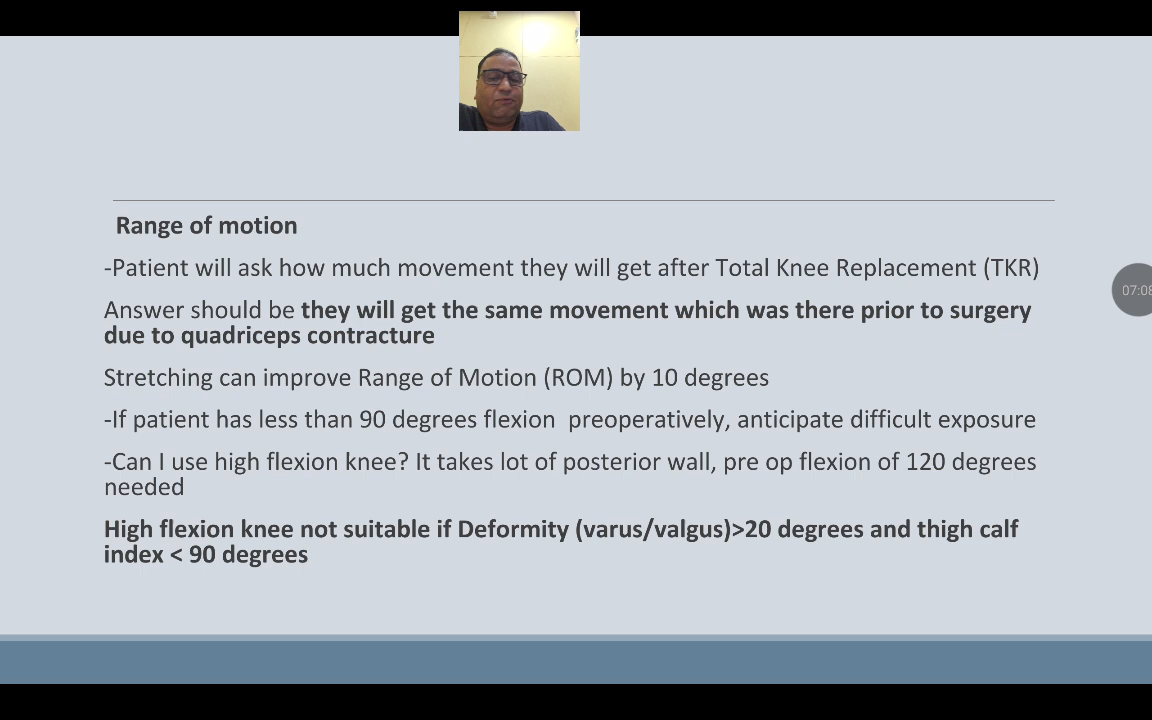 Range of motion
-Patient will ask how much movement they will get after Total Knee Replacement (TKR)
Answer should be they will get the same movement which was there prior to surgery
due to quadriceps contracture
Stretching can improve Range of Motion (ROM) by 10 degrees
-If patient has less than 90 degrees flexion  preoperatively, anticipate difficult exposure
-Can I use high flexion knee? It takes lot of posterior wall, pre op flexion of 120 degrees
needed
High flexion knee not suitable if Deformity (varus/valgus)>20 degrees and thigh calf
index < 90 degrees
07:08